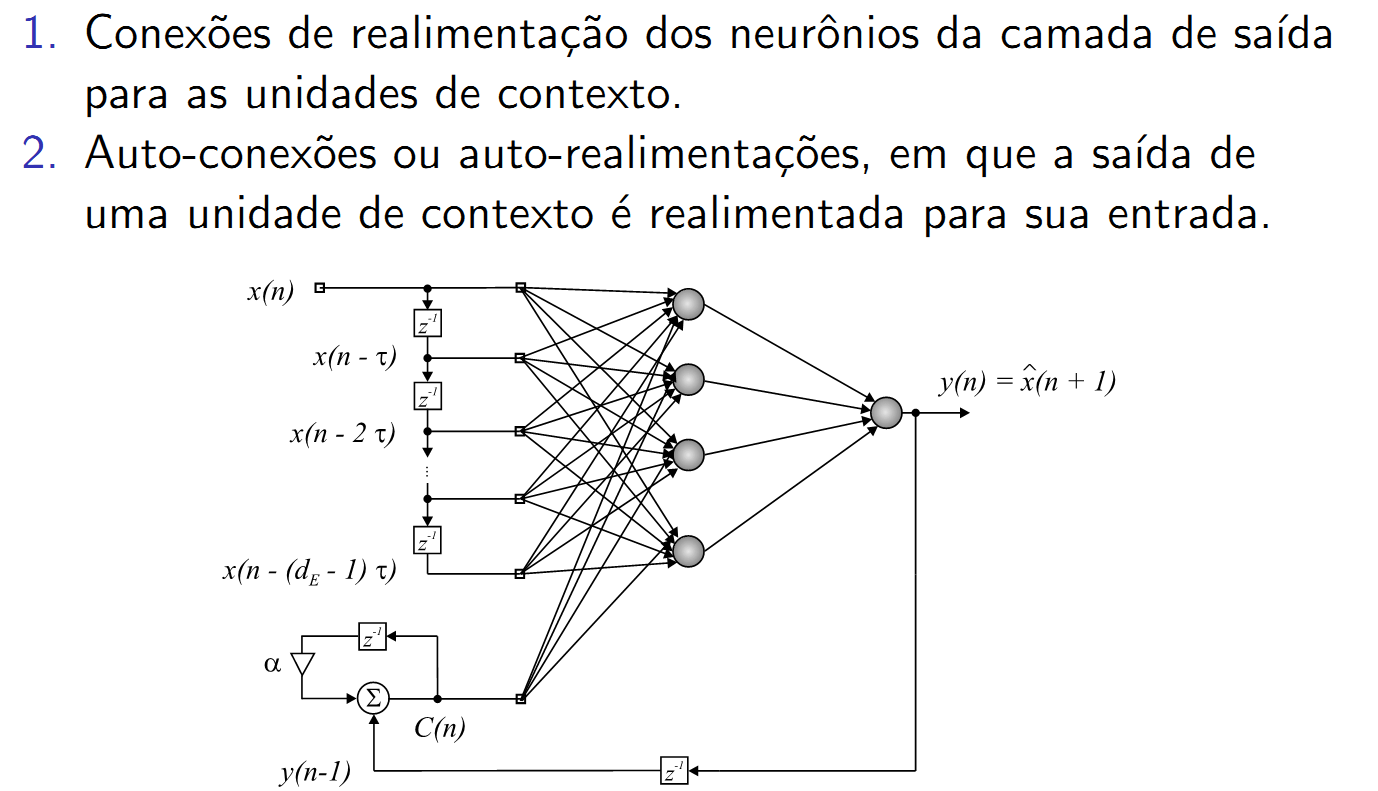 1. Conexões de realimentação dos neurônios da camada de saída
para as unidades de contexto.
2. Auto-conexões ou auto-realimentações, em que a saída de
uma unidade de contexto é realimentada para sua entrada.
x(n)
z⁻¹
x(n - τ)
z⁻¹
y(n) = x̂(n + 1)
x(n - 2 τ)
⋮
z⁻¹
x(n - (d_E - 1) τ)
z⁻¹
α
Σ
C(n)
y(n-1)
z⁻¹